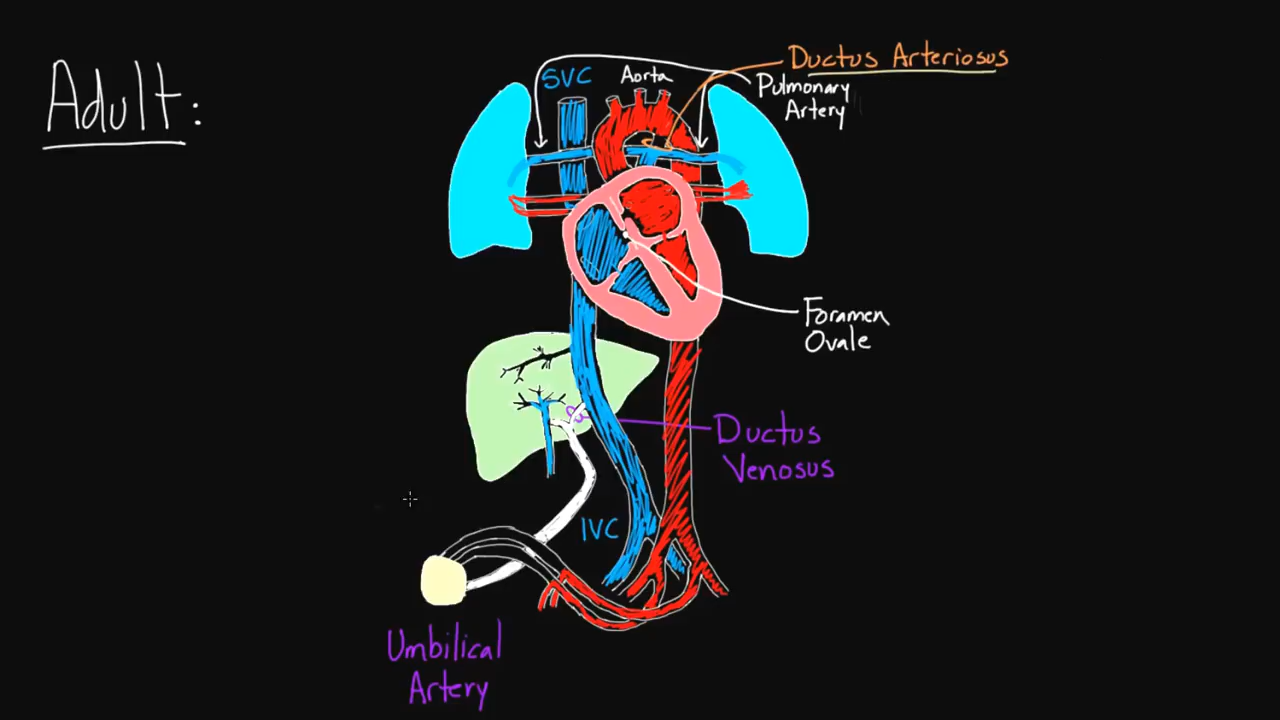 Adult:
SVC
Aorta
Ductus Arteriosus
Pulmonary
Artery
Foramen
Ovale
Ductus
Venosus
IVC
Umbilical
Artery